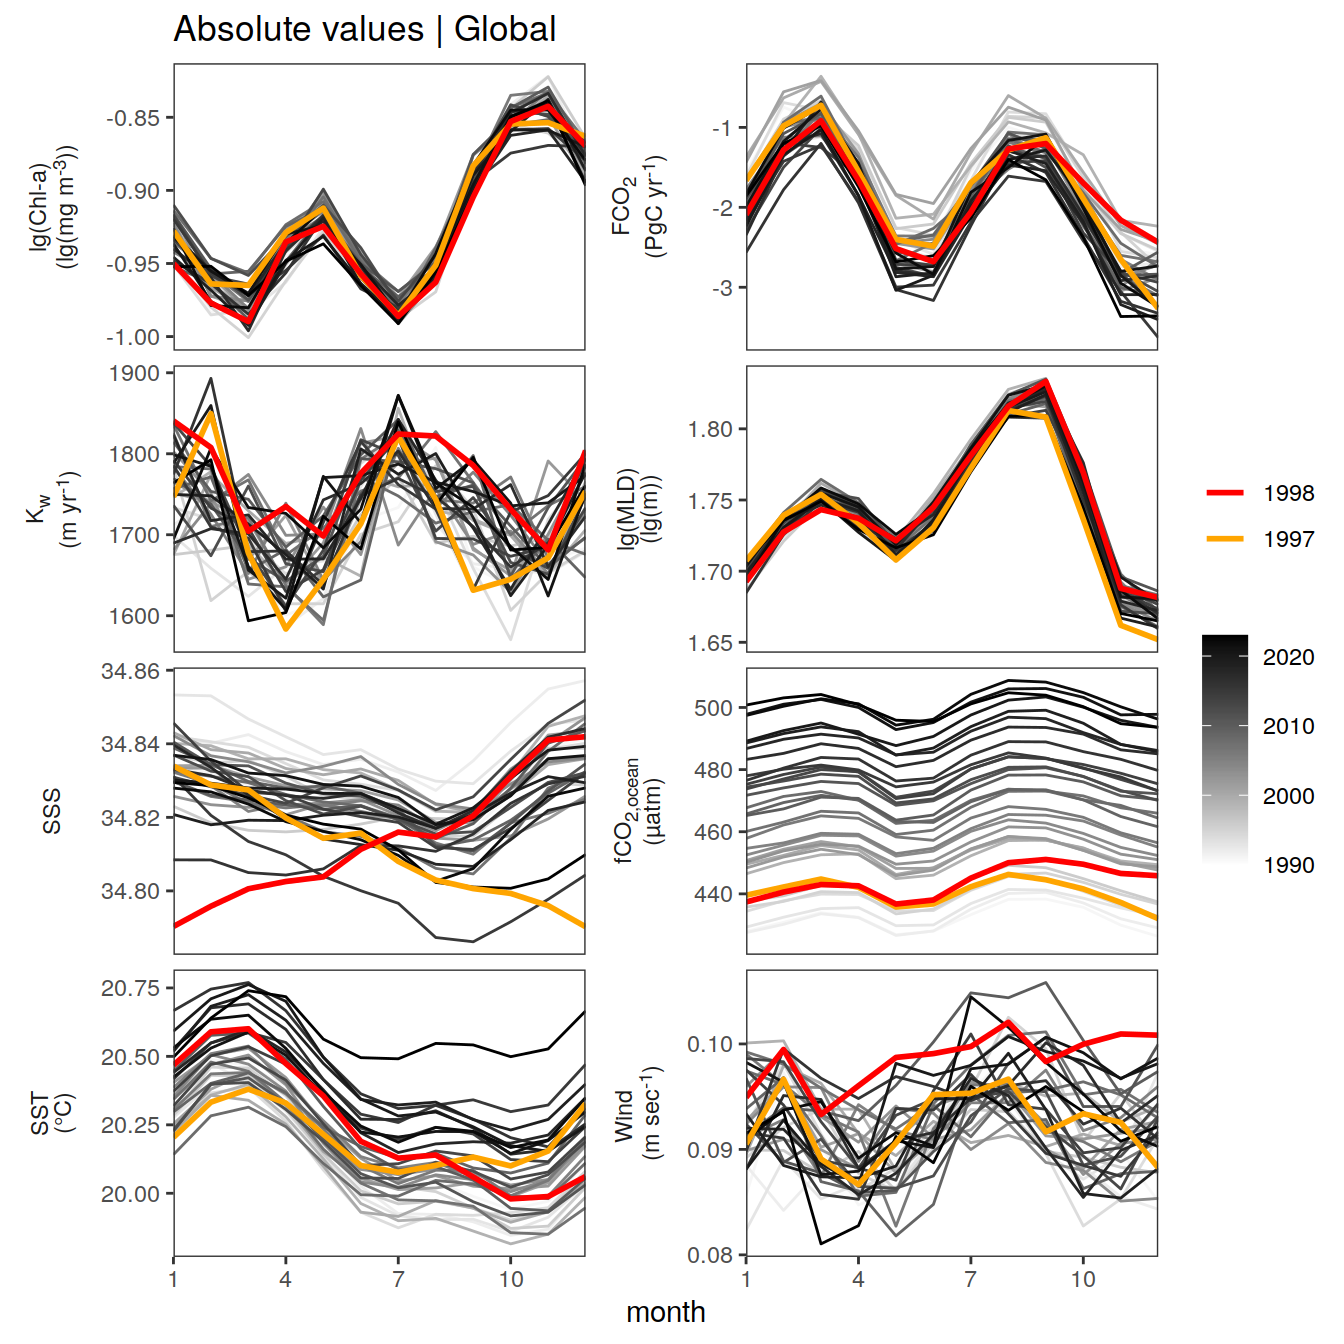 Absolute values | Global
lg(Chl-a)
(lg(mg m-3))
-0.85
-0.90
-0.95
-1.00
FCO2
(PgC yr-1)
-1
-2
-3
Kw
(m yr-1)
1900
1800
1700
1600
lg(MLD)
(lg(m))
1.80
1.75
1.70
1.65
SSS
34.86
34.84
34.82
34.80
fCO2,ocean
(µatm)
500
480
460
440
SST
(°C)
20.75
20.50
20.25
20.00
Wind
(m sec-1)
0.10
0.09
0.08
1 4 7 10
1 4 7 10
month
1998
1997
2020
2010
2000
1990